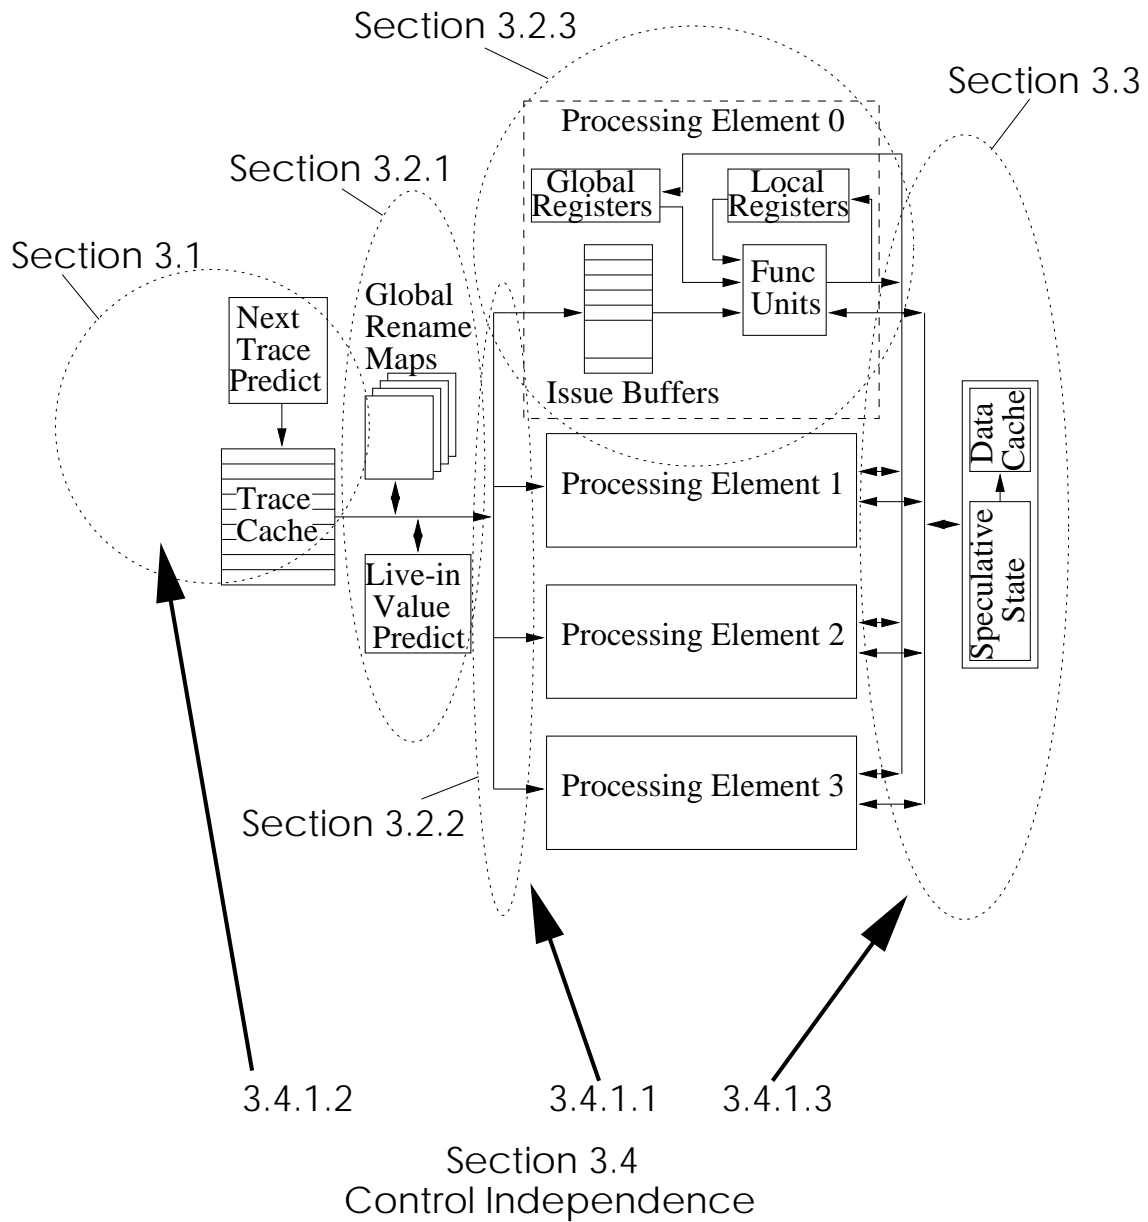 Section 3.2.3
Section 3.3
Processing Element 0
Section 3.2.1
Global
Registers
Local
Registers
Section 3.1
Func
Units
Global
Rename
Maps
Next
Trace
Predict
Issue Buffers
Data
Cache
Trace
Cache
Processing Element 1
Speculative
State
Live-in
Value
Predict
Processing Element 2
Processing Element 3
Section 3.2.2
3.4.1.2
3.4.1.1
3.4.1.3
Section 3.4
Control Independence